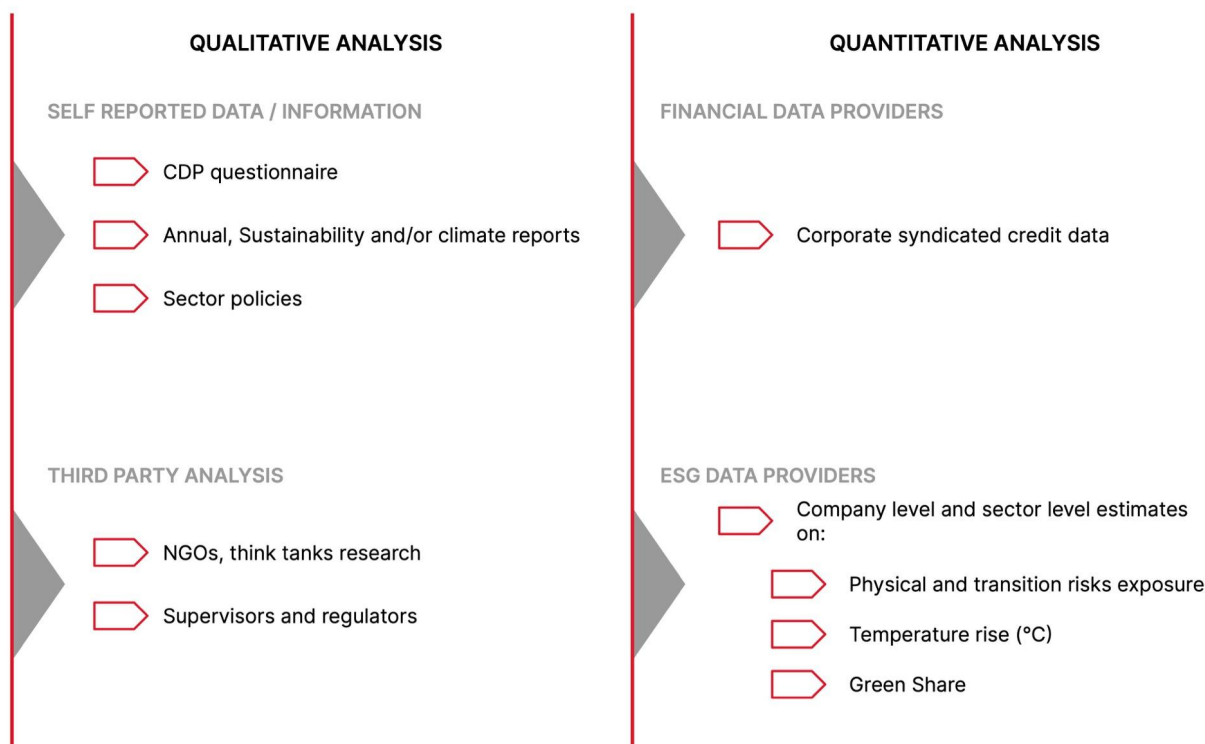 QUALITATIVE ANALYSIS
SELF REPORTED DATA / INFORMATION
CDP questionnaire
Annual, Sustainability and/or climate reports
Sector policies
THIRD PARTY ANALYSIS
NGOs, think tanks research
Supervisors and regulators
QUANTITATIVE ANALYSIS
FINANCIAL DATA PROVIDERS
Corporate syndicated credit data
ESG DATA PROVIDERS
Company level and sector level estimates
on:
Physical and transition risks exposure
Temperature rise (°C)
Green Share